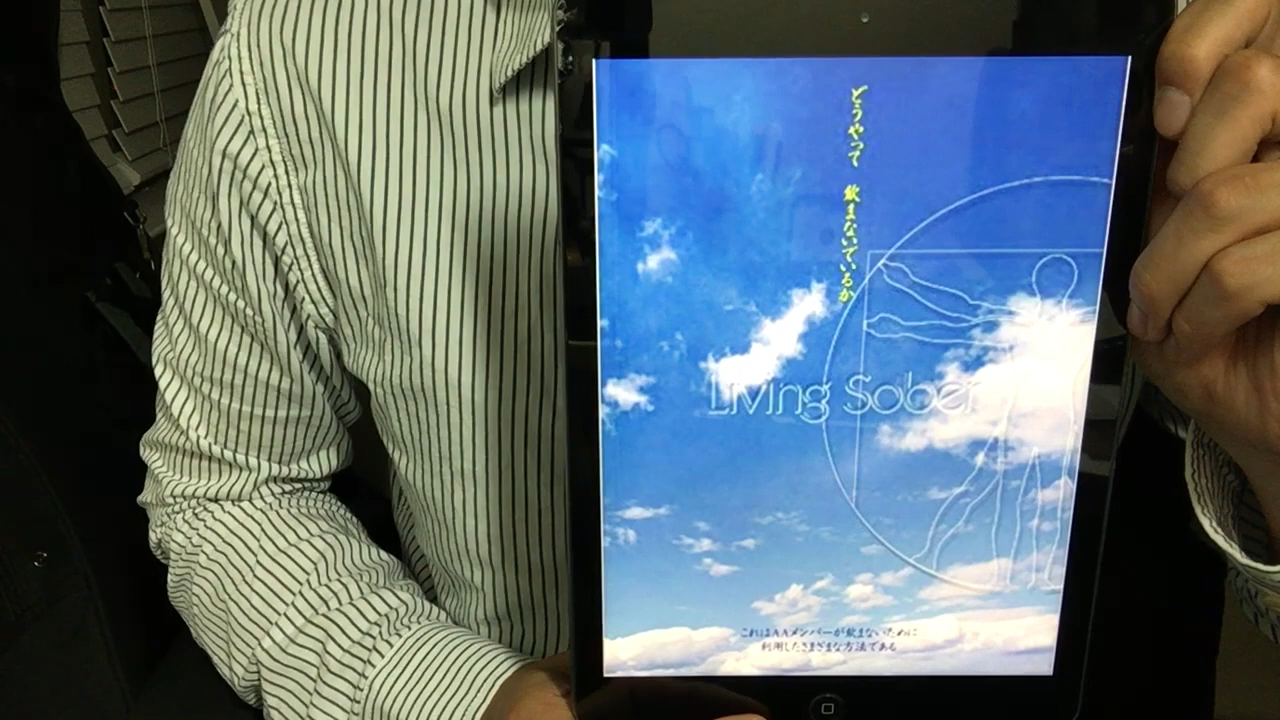 どうやって 飲まないでいるか
Living Sober
これはAAメンバーが飲まないために
利用したさまざまな方法である